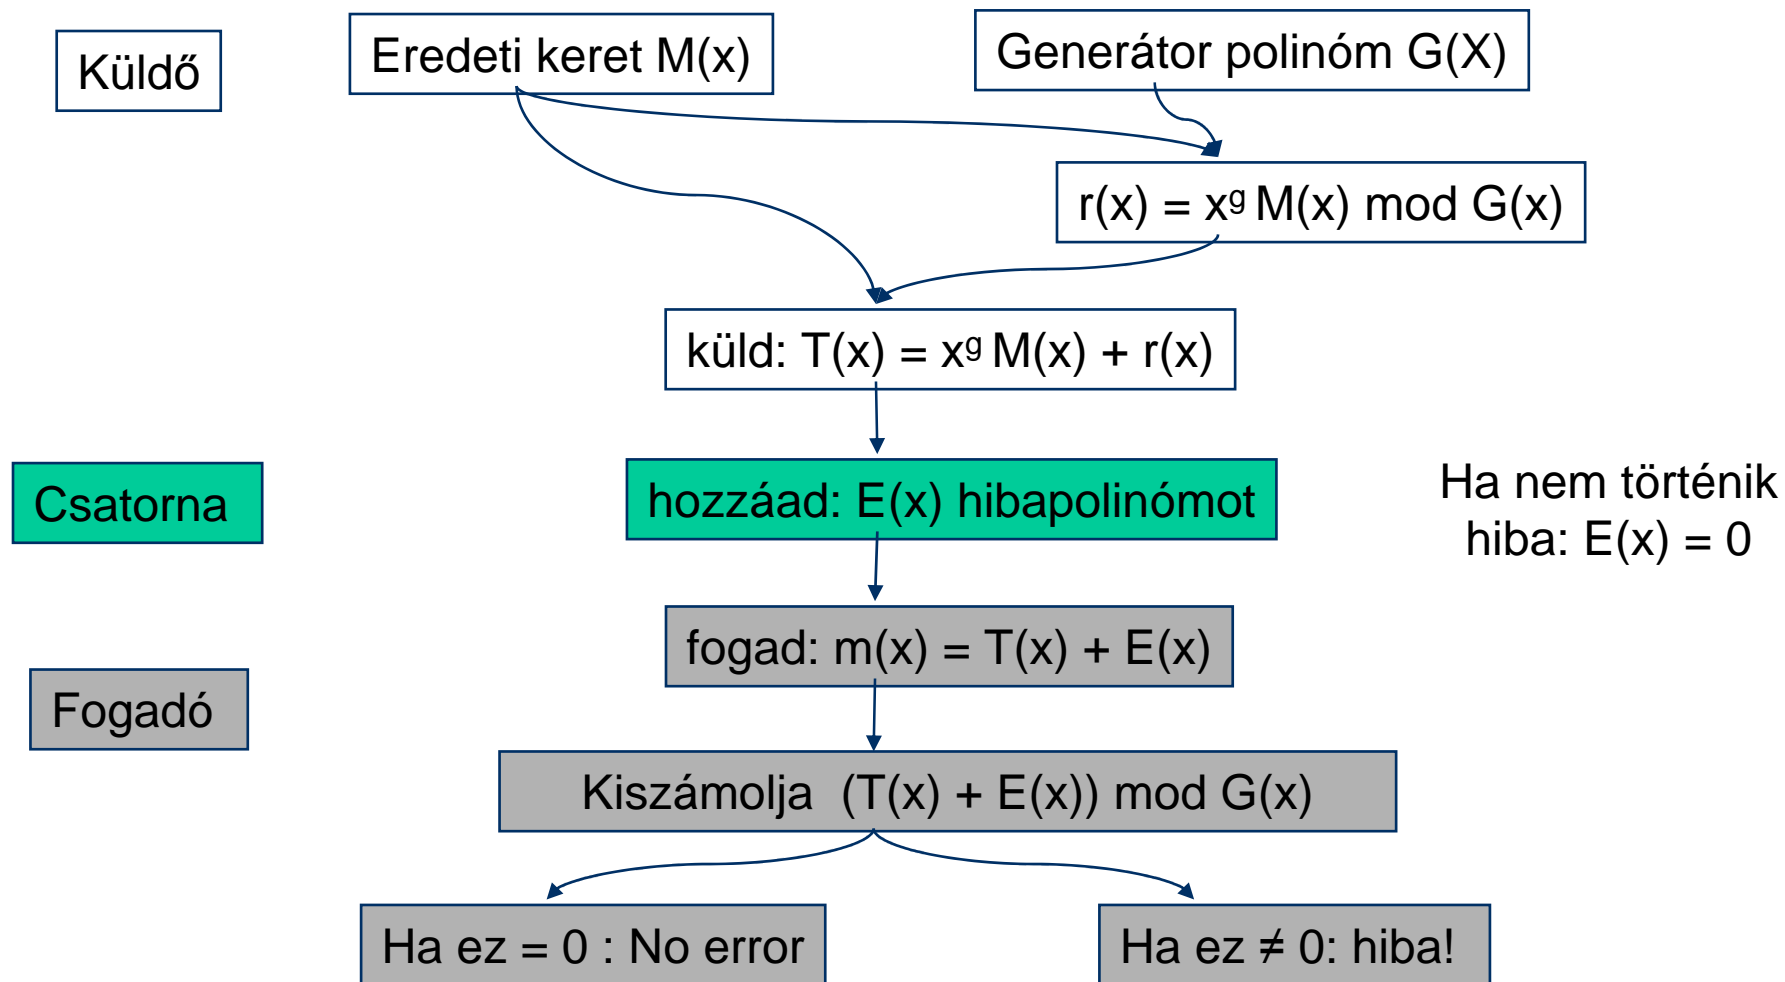 Küldő
Eredeti keret M(x)
Generátor polinóm G(X)
r(x) = xᵍ M(x) mod G(x)
küld: T(x) = xᵍ M(x) + r(x)
Csatorna
hozzáad: E(x) hibapolinómot
Ha nem történik
hiba: E(x) = 0
fogad: m(x) = T(x) + E(x)
Fogadó
Kiszámolja (T(x) + E(x)) mod G(x)
Ha ez = 0 : No error
Ha ez ≠ 0: hiba!